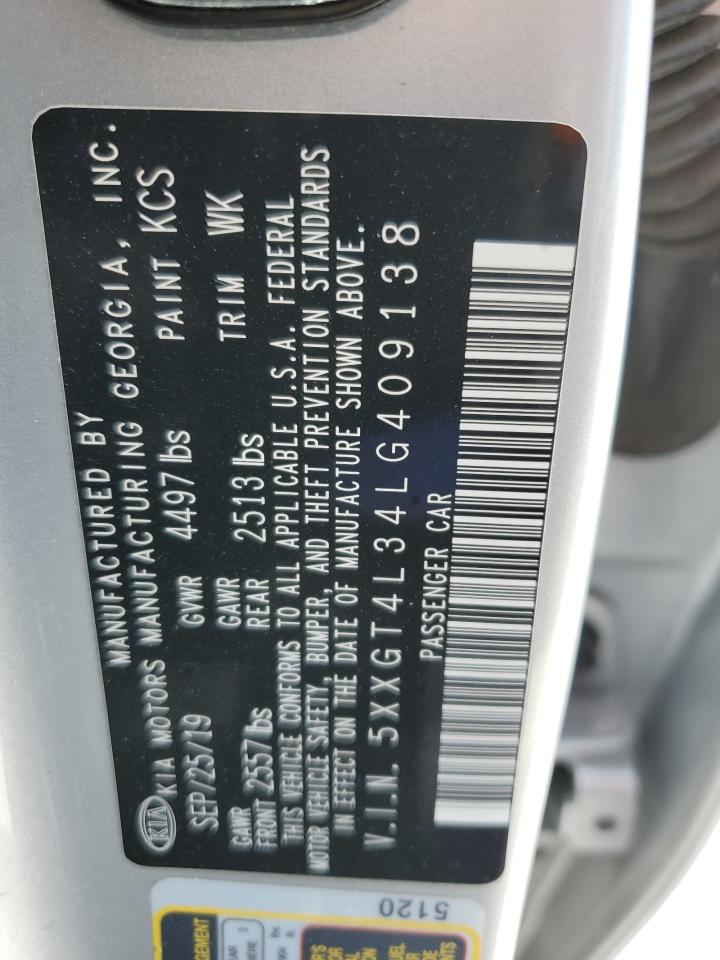 MANUFACTURED BY
KIA KIA MOTORS MANUFACTURING GEORGIA, INC.
SEP/25/19 GVWR 4497 lbs PAINT KCS
GAWR FRONT 2557 lbs GAWR REAR 2513 lbs TRIM WK
THIS VEHICLE CONFORMS TO ALL APPLICABLE U.S.A. FEDERAL
MOTOR VEHICLE SAFETY, BUMPER, AND THEFT PREVENTION STANDARDS
IN EFFECT ON THE DATE OF MANUFACTURE SHOWN ABOVE.
V.I.N. 5XXGT4L34LG409138
PASSENGER CAR
5120